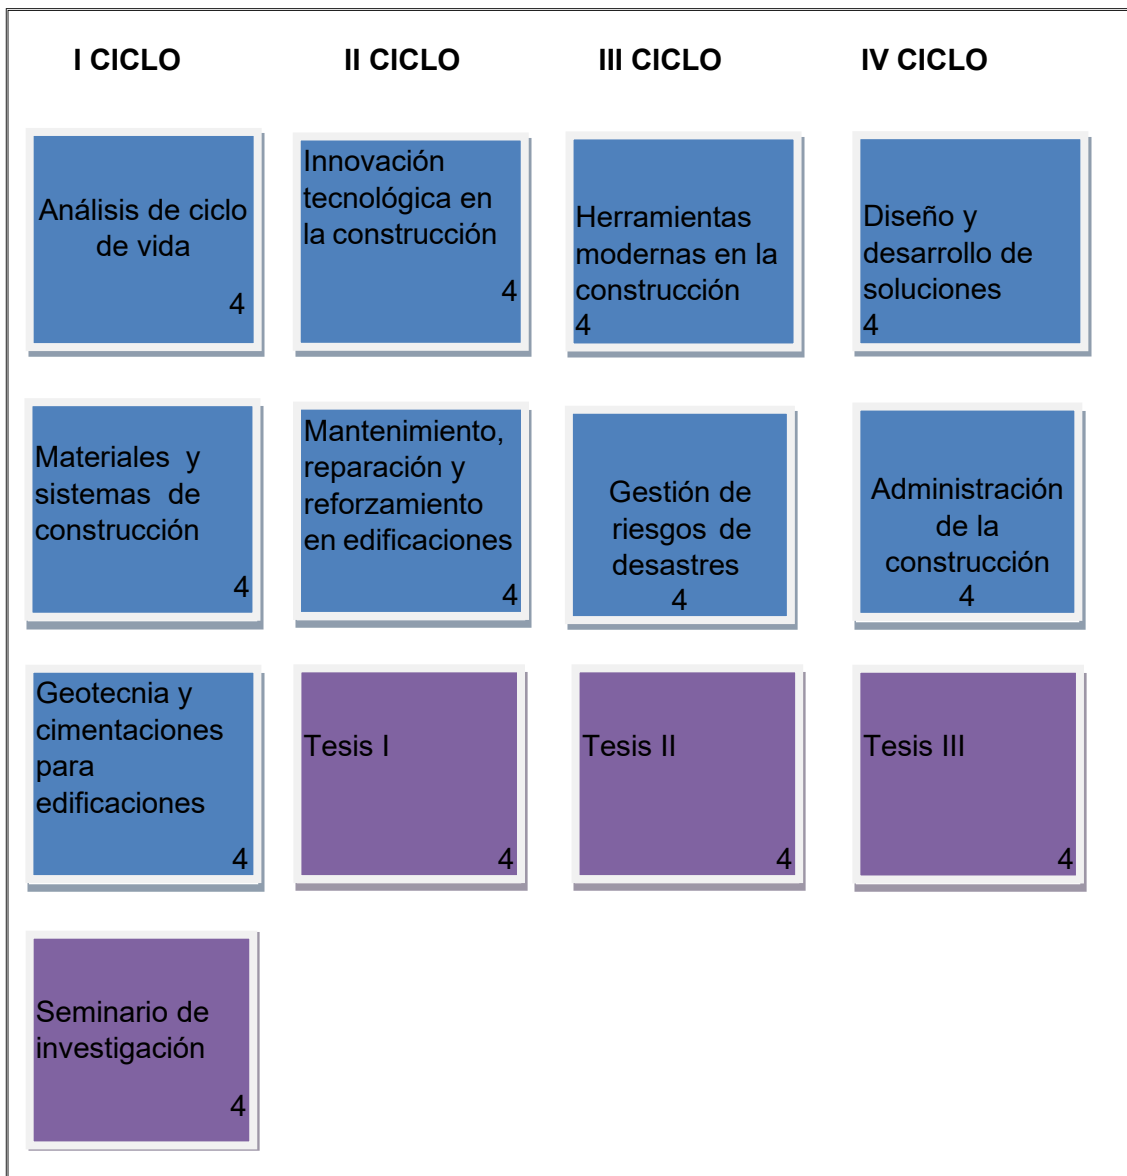 I CICLO
II CICLO
III CICLO
IV CICLO
Análisis de ciclo
de vida
4
Innovación
tecnológica en
la construcción
4
Herramientas
modernas en la
construcción
4
Diseño y
desarrollo de
soluciones
4
Materiales y
sistemas de
construcción
4
Mantenimiento,
reparación y
reforzamiento
en edificaciones
4
Gestión de
riesgos de
desastres
4
Administración
de la
construcción
4
Geotecnia y
cimentaciones
para
edificaciones
4
Tesis I
4
Tesis II
4
Tesis III
4
Seminario de
investigación
4